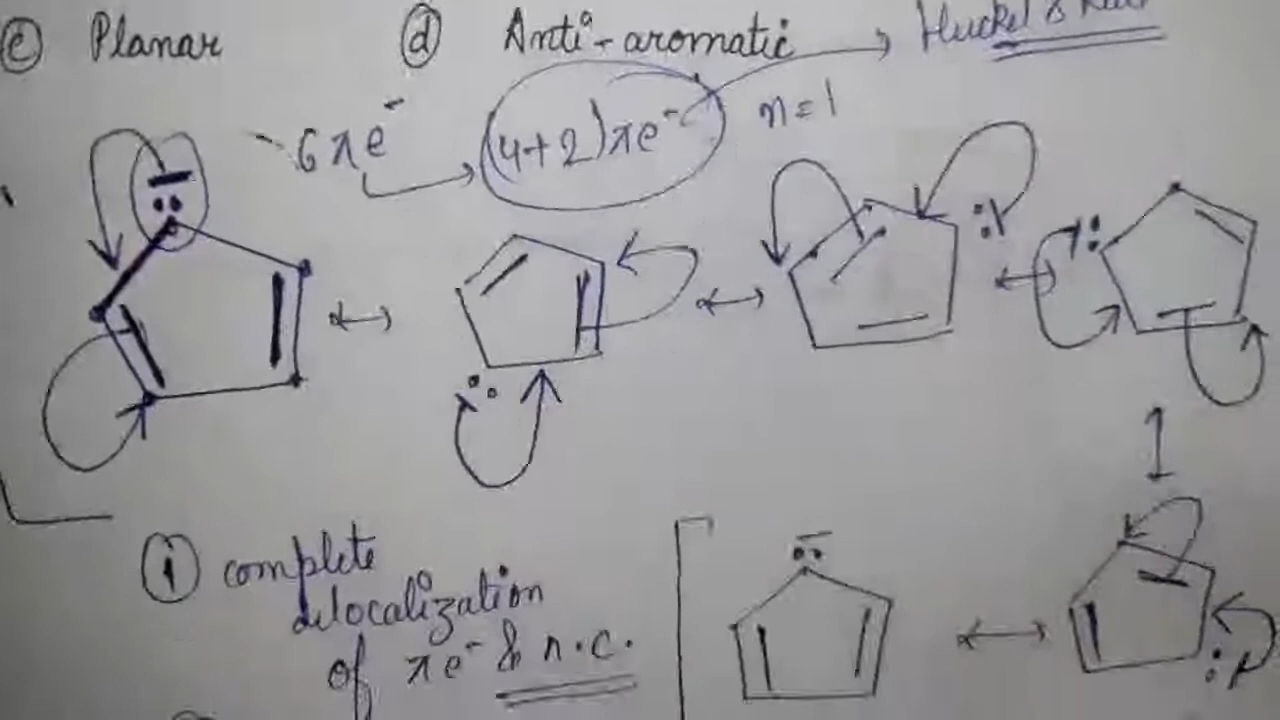 ⓒ Planar ⓓ Anti-aromatic
6πe⁻ (4+2)πe⁻ n=1
ⓘ complete
delocalization
of πe⁻ & n.c.